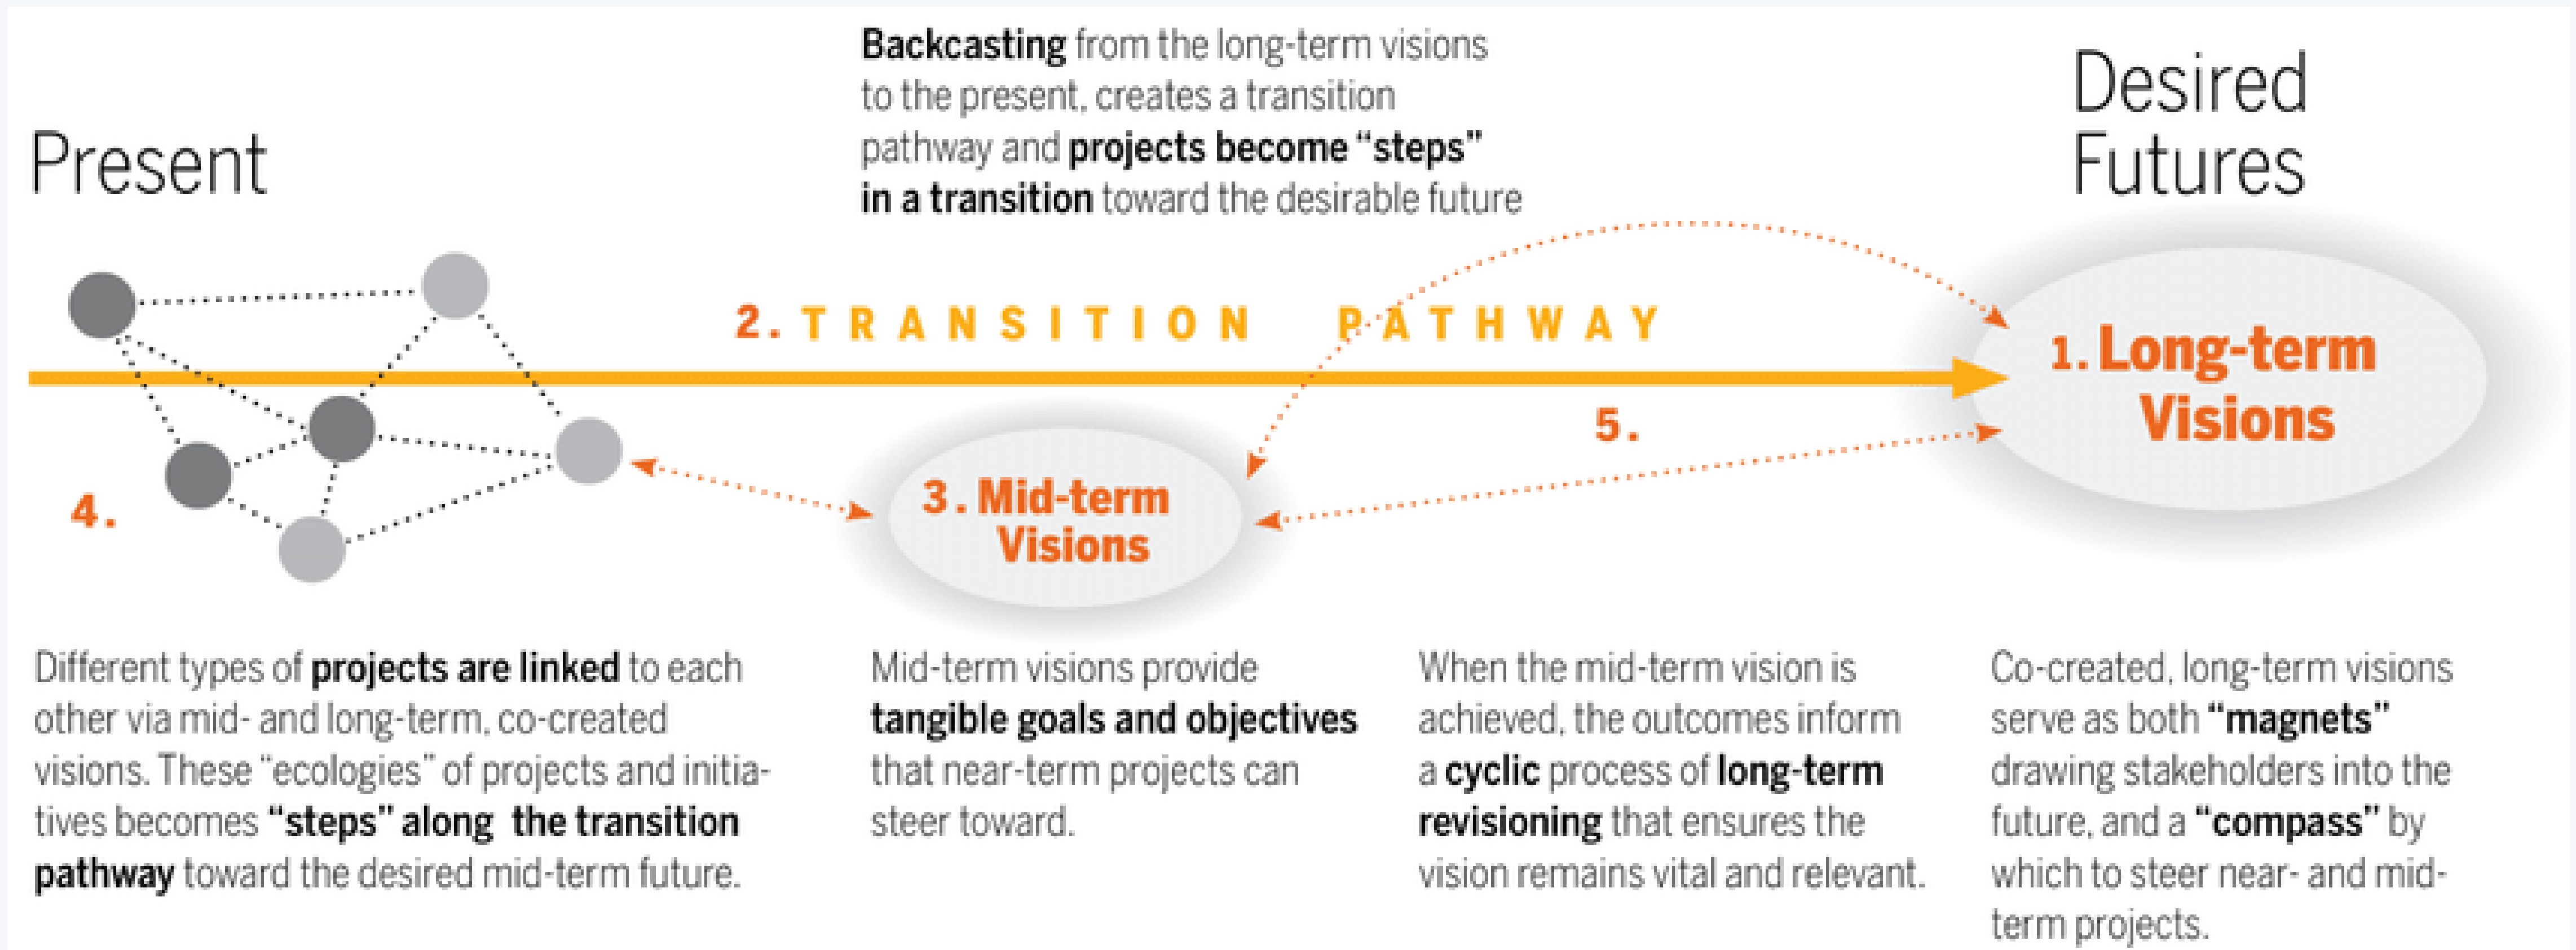 Backcasting from the long-term visions
to the present, creates a transition
pathway and projects become “steps”
in a transition toward the desirable future
Desired
Futures
Present
2. TRANSITION PATHWAY
1. Long-term
Visions
5.
3. Mid-term
Visions
4.
Different types of projects are linked to each
other via mid- and long-term, co-created
visions. These “ecologies” of projects and initia-
tives becomes “steps” along the transition
pathway toward the desired mid-term future.
Mid-term visions provide
tangible goals and objectives
that near-term projects can
steer toward.
When the mid-term vision is
achieved, the outcomes inform
a cyclic process of long-term
revisioning that ensures the
vision remains vital and relevant.
Co-created, long-term visions
serve as both “magnets”
drawing stakeholders into the
future, and a “compass” by
which to steer near- and mid-
term projects.